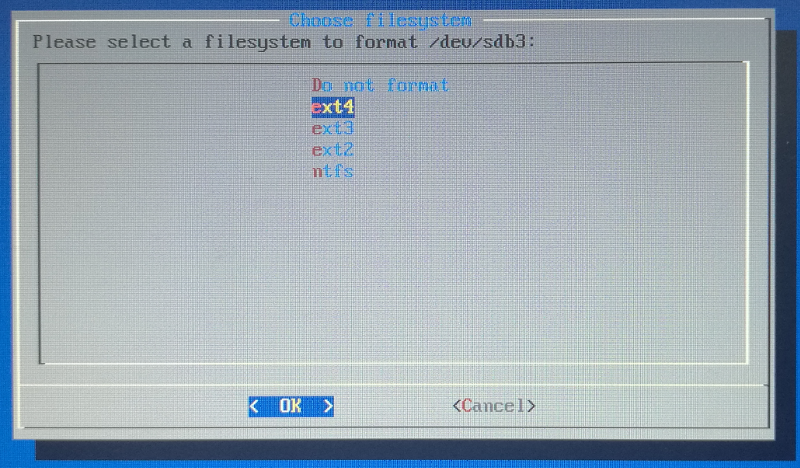 Choose filesystem
Please select a filesystem to format /dev/sdb3:
Do not format
ext4
ext3
ext2
ntfs
< OK > <Cancel>